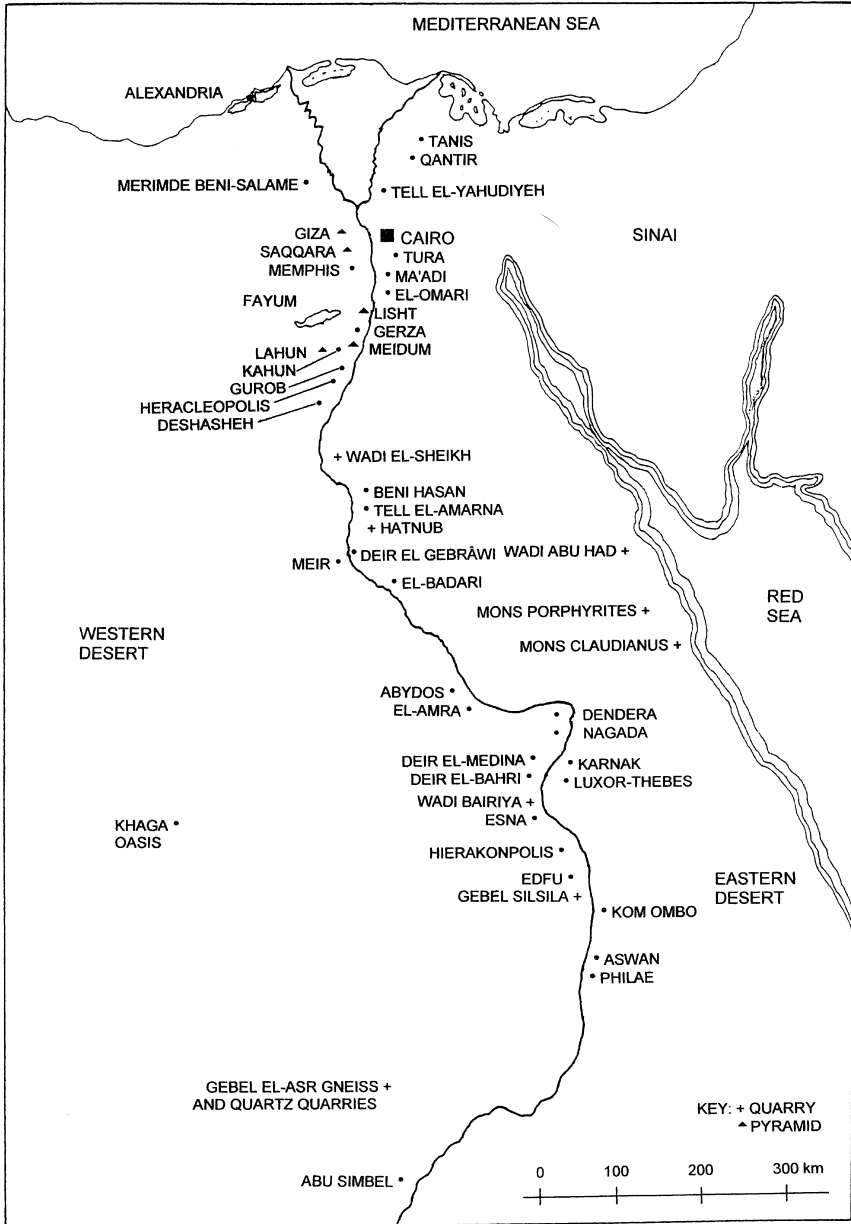 MEDITERRANEAN SEA
ALEXANDRIA
TANIS
QANTIR
MERIMDE BENI-SALAME
TELL EL-YAHUDIYEH
GIZA
CAIRO
SINAI
SAQQARA
TURA
MEMPHIS
MA'ADI
EL-OMARI
FAYUM
LISHT
GERZA
LAHUN
MEIDUM
KAHUN
GUROB
HERACLEOPOLIS
DESHASHEH
+ WADI EL-SHEIKH
BENI HASAN
TELL EL-AMARNA
+ HATNUB
DEIR EL GEBRÂWI
WADI ABU HAD +
MEIR
EL-BADARI
RED
SEA
MONS PORPHYRITES +
WESTERN
DESERT
MONS CLAUDIANUS +
ABYDOS
EL-AMRA
DENDERA
NAGADA
DEIR EL-MEDINA
KARNAK
DEIR EL-BAHRI
LUXOR-THEBES
WADI BAIRIYA +
ESNA
KHAGA
OASIS
HIERAKONPOLIS
EDFU
EASTERN
DESERT
GEBEL SILSILA +
KOM OMBO
ASWAN
PHILAE
GEBEL EL-ASR GNEISS +
AND QUARTZ QUARRIES
KEY: + QUARRY
▲ PYRAMID
0 100 200 300 km
ABU SIMBEL